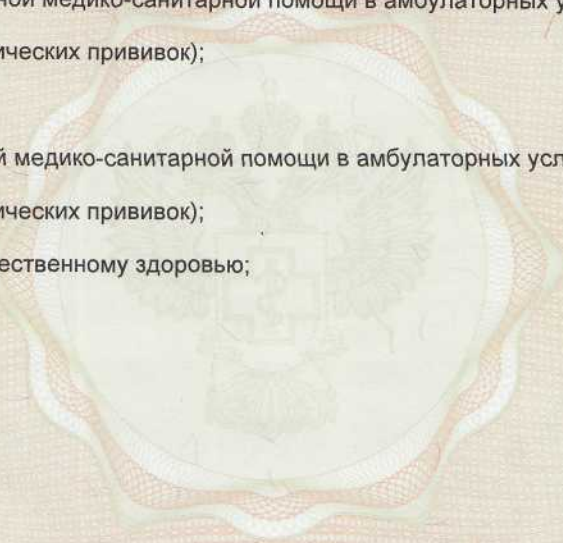 ной медико-санитарной помощи в амбулаторных у
ических прививок);
й медико-санитарной помощи в амбулаторных усл
ических прививок);
ественному здоровью;